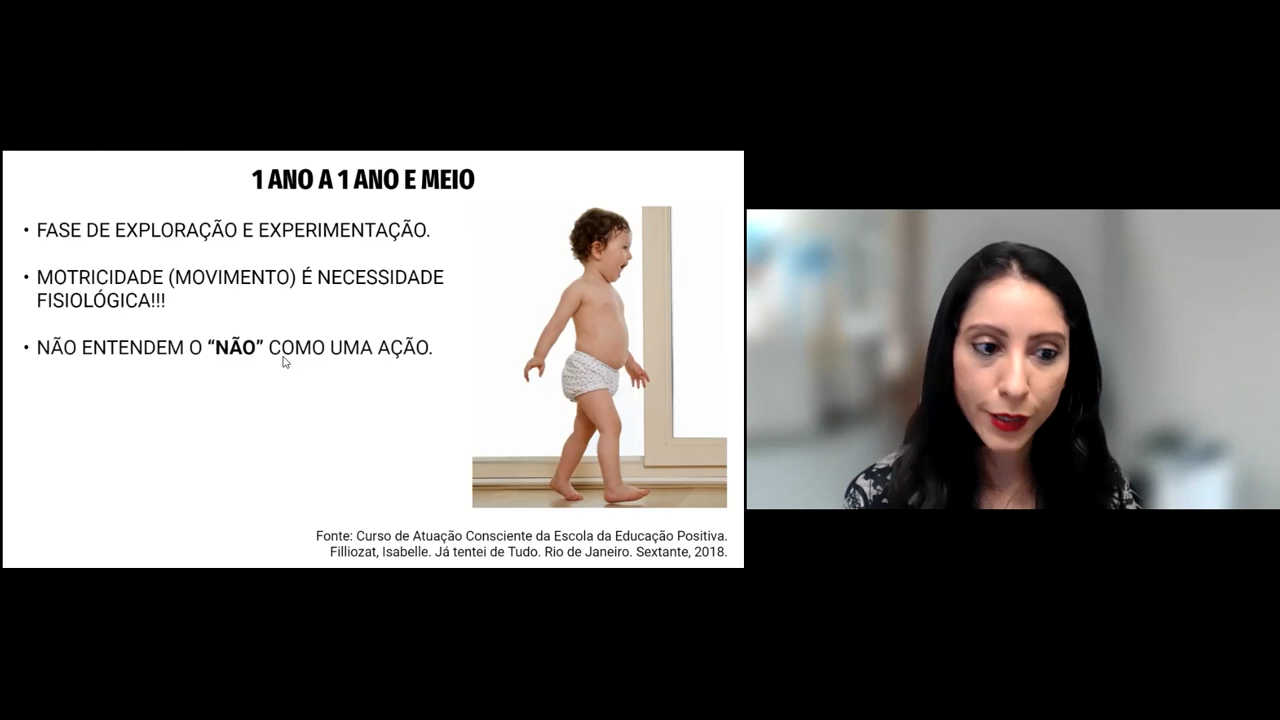 1 ANO A 1 ANO E MEIO
• FASE DE EXPLORAÇÃO E EXPERIMENTAÇÃO.
• MOTRICIDADE (MOVIMENTO) É NECESSIDADE
FISIOLÓGICA!!!
• NÃO ENTENDEM O “NÃO” COMO UMA AÇÃO.
Fonte: Curso de Atuação Consciente da Escola da Educação Positiva.
Filliozat, Isabelle. Já tentei de Tudo. Rio de Janeiro. Sextante, 2018.